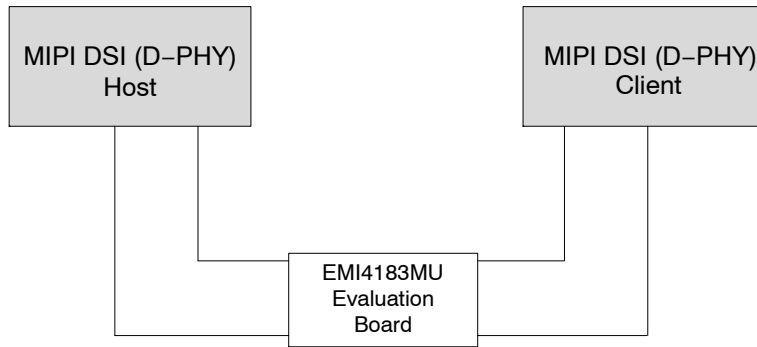 MIPI DSI (D−PHY)
Host
MIPI DSI (D−PHY)
Client
EMI4183MU
Evaluation
Board